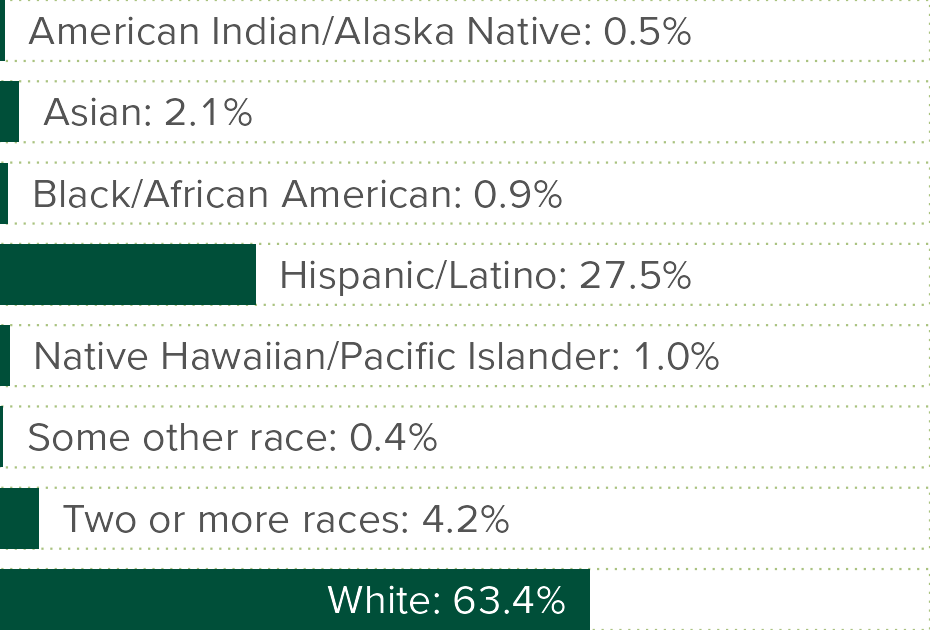 American Indian/Alaska Native: 0.5%
Asian: 2.1%
Black/African American: 0.9%
Hispanic/Latino: 27.5%
Native Hawaiian/Pacific Islander: 1.0%
Some other race: 0.4%
Two or more races: 4.2%
White: 63.4%